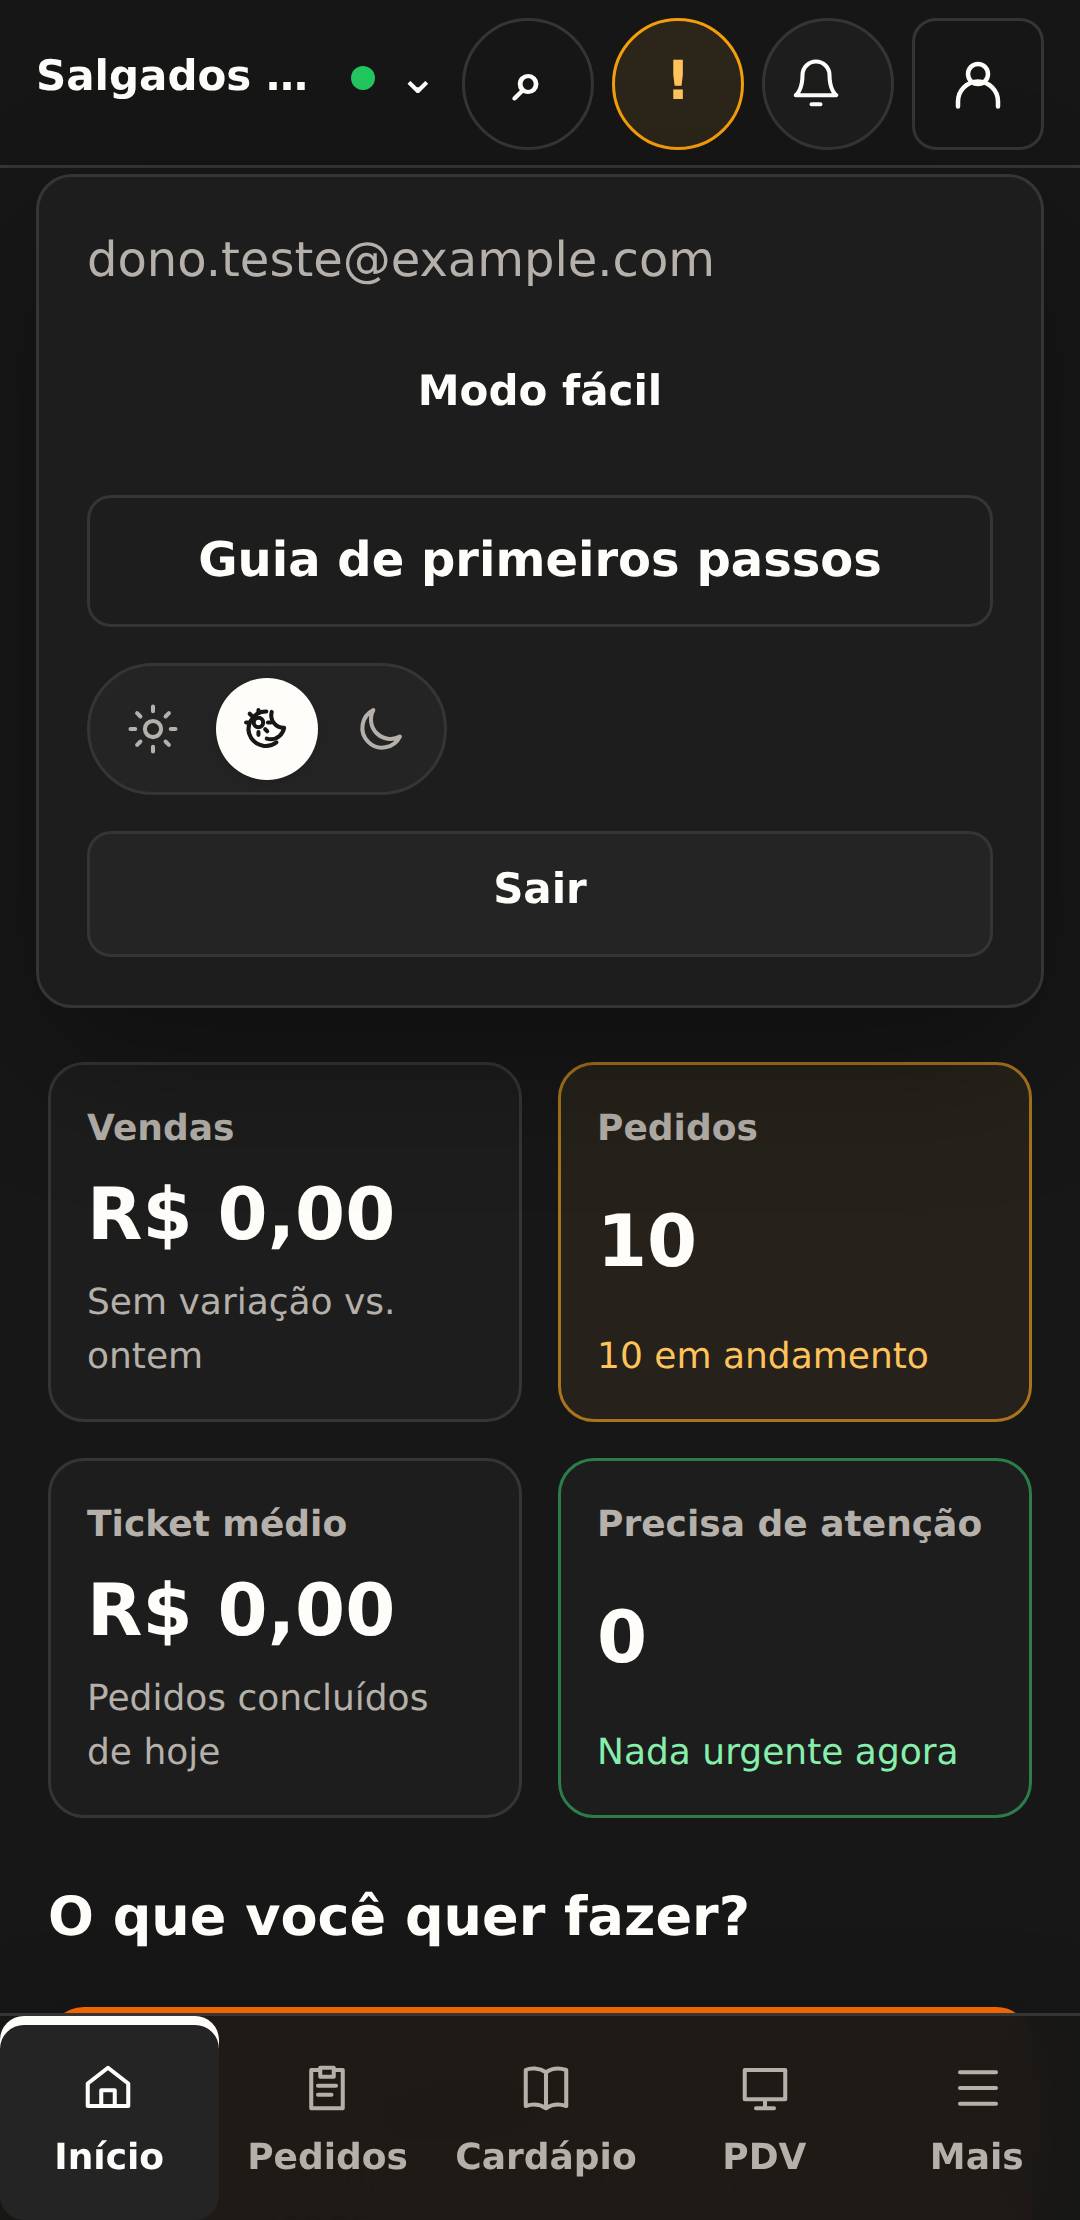 Salgados ...
!
dono.teste@example.com
Modo fácil
Guia de primeiros passos
Sair
Vendas
R$ 0,00
Sem variação vs.
ontem
Pedidos
10
10 em andamento
Ticket médio
R$ 0,00
Pedidos concluídos
de hoje
Precisa de atenção
0
Nada urgente agora
O que você quer fazer?
Início
Pedidos
Cardápio
PDV
Mais